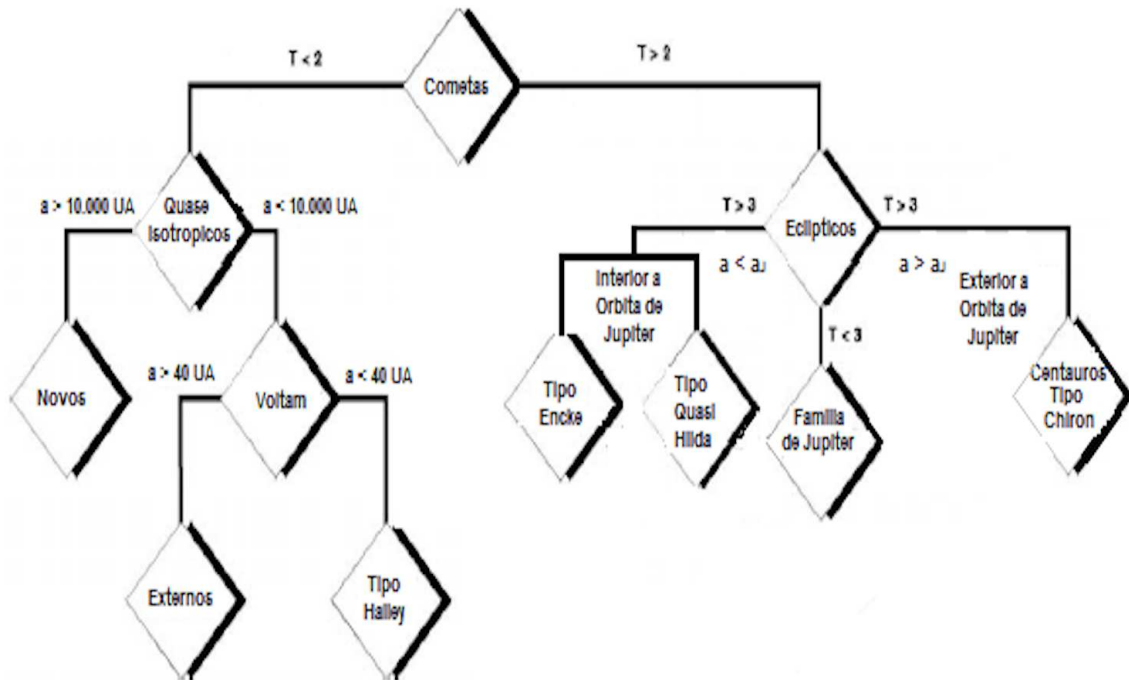 T < 2
T > 2
Cometas
a > 10.000 UA
Quase
Isotropicos
a < 10.000 UA
T > 3
Eclipticos
T > 3
a < aJ
a > aJ
Interior a
Orbita de
Jupiter
Exterior a
Orbita de
Jupiter
T < 3
Novos
a > 40 UA
Voltam
a < 40 UA
Tipo
Encke
Tipo
Quasi
Hilda
Familia
de Jupiter
Centauros
Tipo
Chiron
Externos
Tipo
Halley